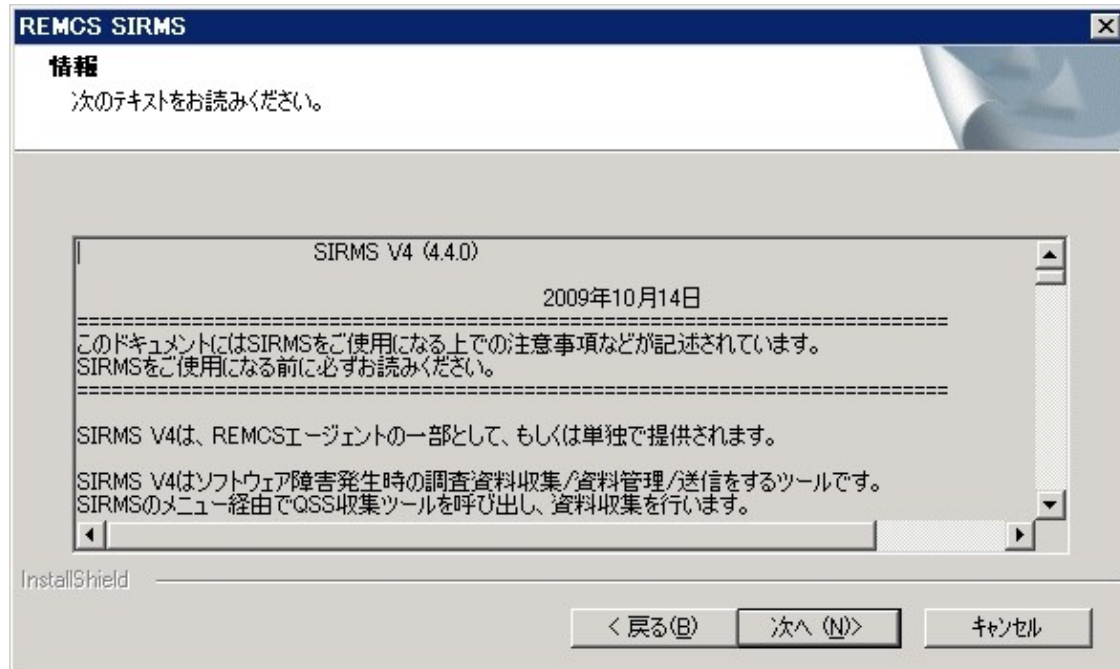 REMCS SIRMS
情報
次のテキストをお読みください。
SIRMS V4 (4.4.0)
2009年10月14日
========================================================================
このドキュメントにはSIRMSをご使用になる上での注意事項などが記述されています。
SIRMSをご使用になる前に必ずお読みください。
========================================================================
SIRMS V4は、REMCSエージェントの一部として、もしくは単独で提供されます。
SIRMS V4はソフトウェア障害発生時の調査資料収集/資料管理/送信をするツールです。
SIRMSのメニュー経由でQSS収集ツールを呼び出し、資料収集を行います。
InstallShield
< 戻る(B)
次へ (N)>
キャンセル